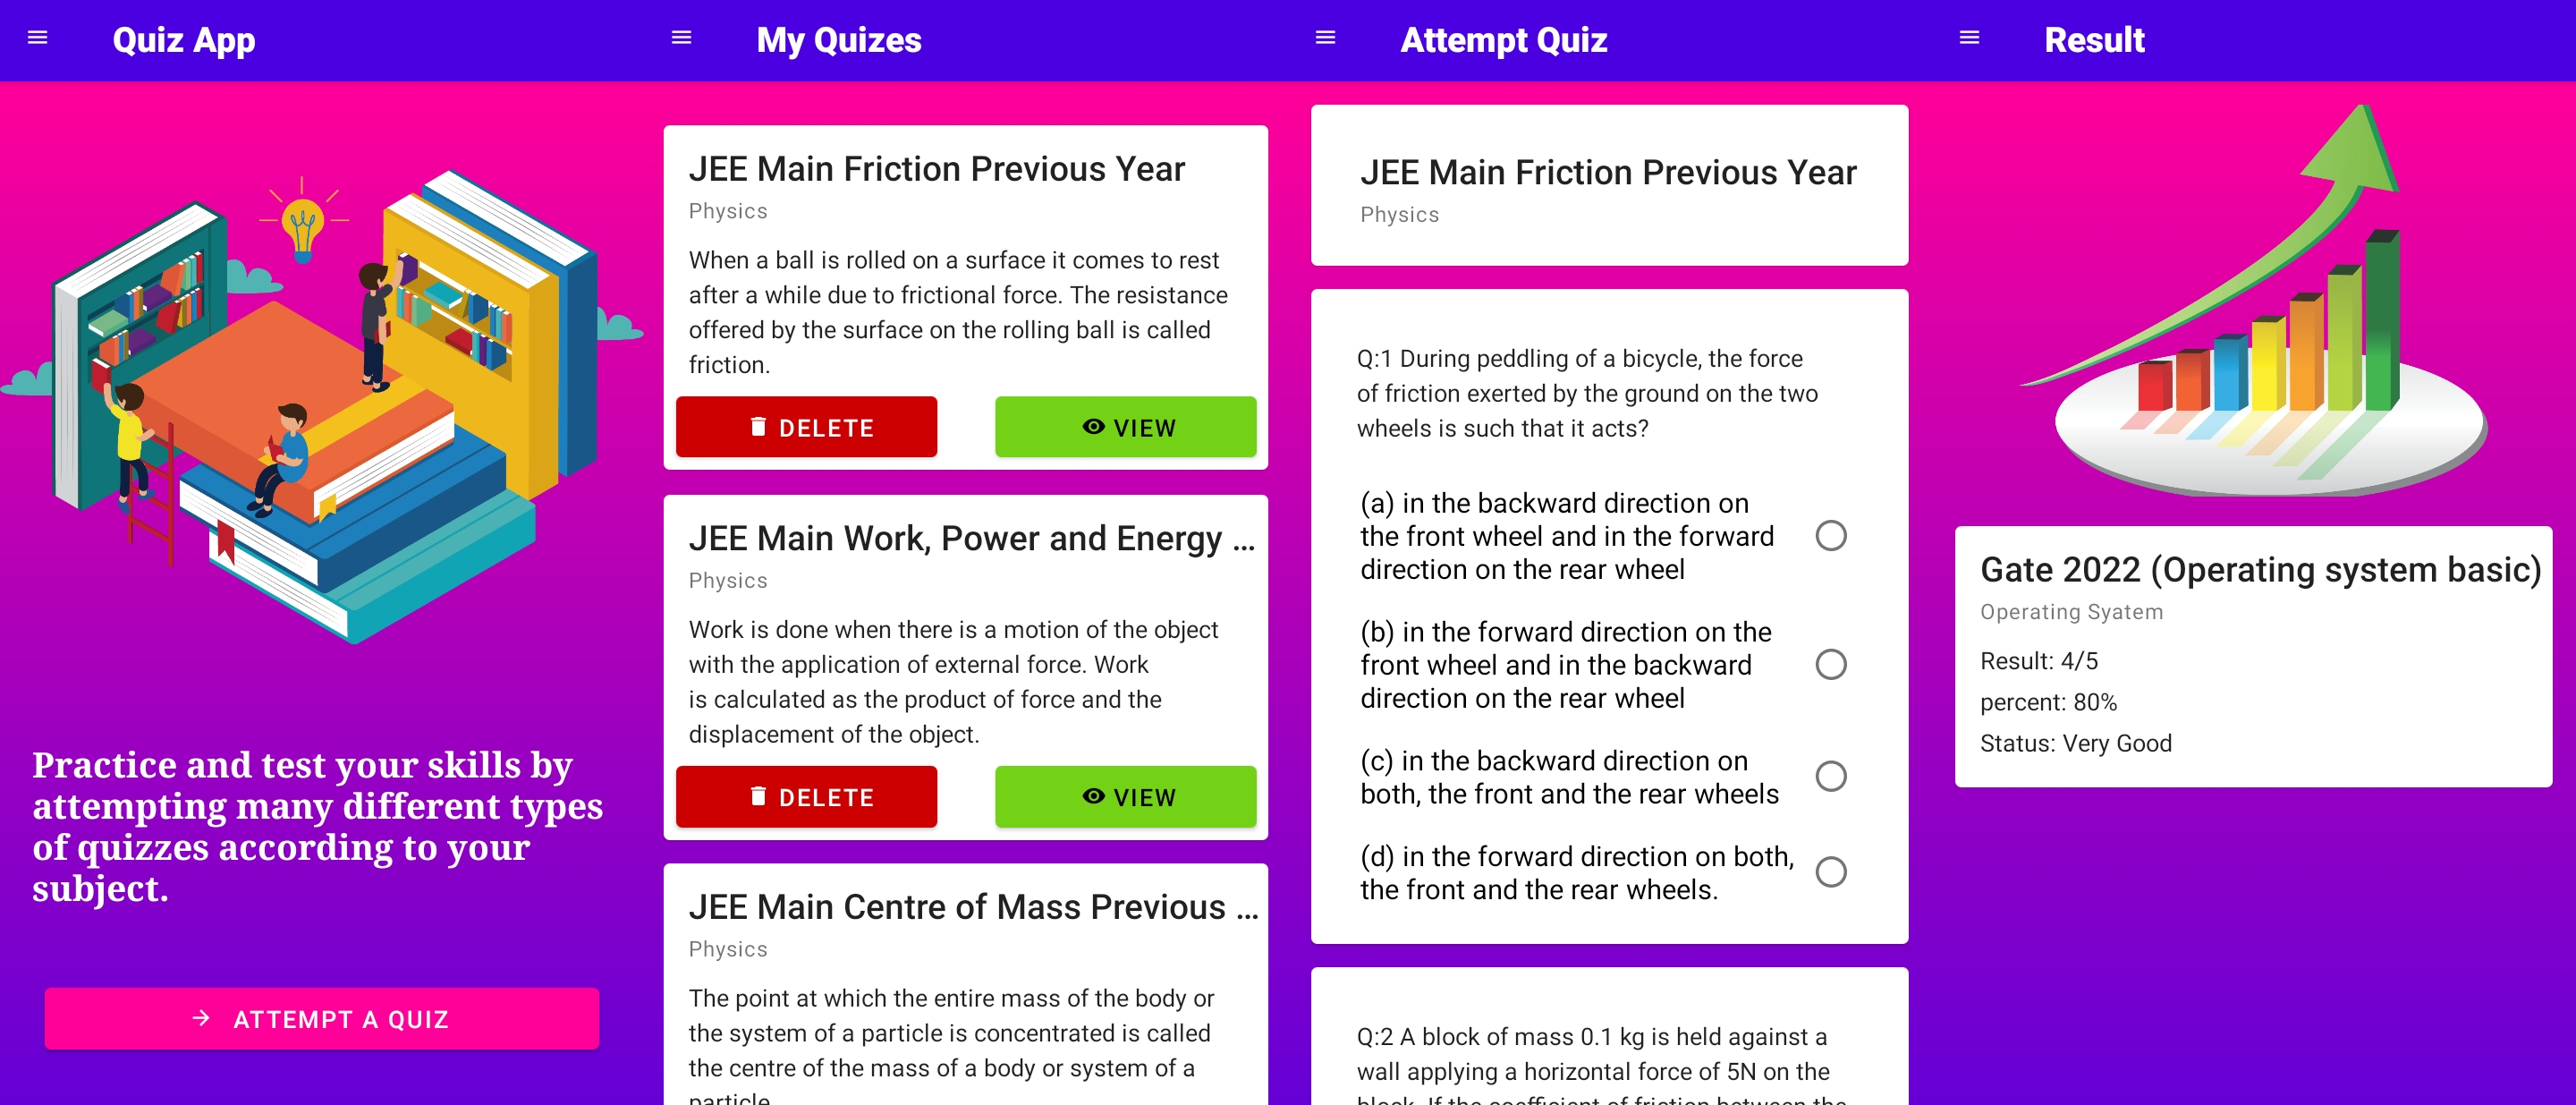 Quiz App
Practice and test your skills by
attempting many different types
of quizzes according to your
subject.
ATTEMPT A QUIZ
My Quizes
JEE Main Friction Previous Year
Physics
When a ball is rolled on a surface it comes to rest
after a while due to frictional force. The resistance
offered by the surface on the rolling ball is called
friction.
DELETE VIEW
JEE Main Work, Power and Energy ...
Physics
Work is done when there is a motion of the object
with the application of external force. Work
is calculated as the product of force and the
displacement of the object.
DELETE VIEW
JEE Main Centre of Mass Previous ...
Physics
The point at which the entire mass of the body or
the system of a particle is concentrated is called
the centre of the mass of a body or system of a
particle
Attempt Quiz
JEE Main Friction Previous Year
Physics
Q:1 During peddling of a bicycle, the force
of friction exerted by the ground on the two
wheels is such that it acts?
(a) in the backward direction on
the front wheel and in the forward
direction on the rear wheel
(b) in the forward direction on the
front wheel and in the backward
direction on the rear wheel
(c) in the backward direction on
both, the front and the rear wheels
(d) in the forward direction on both,
the front and the rear wheels.
Q:2 A block of mass 0.1 kg is held against a
wall applying a horizontal force of 5N on the
block. If the coefficient of friction between the
Result
Gate 2022 (Operating system basic)
Operating Syatem
Result: 4/5
percent: 80%
Status: Very Good